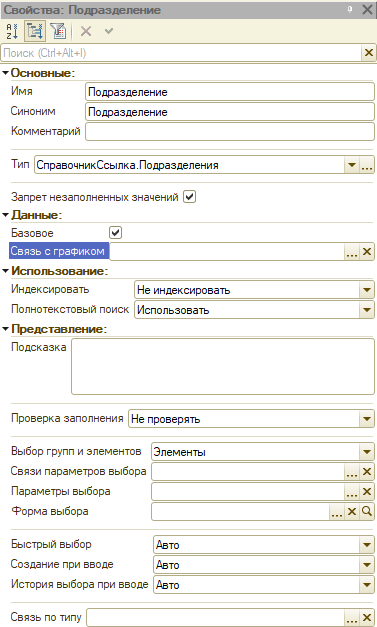 Свойства: Подразделение
Поиск (Ctrl+Alt+I)
Основные:
Имя Подразделение
Синоним Подразделение
Комментарий
Тип СправочникСсылка.Подразделения
Запрет незаполненных значений
Данные:
Базовое
Связь с графиком
Использование:
Индексировать Не индексировать
Полнотекстовый поиск Использовать
Представление:
Подсказка
Проверка заполнения Не проверять
Выбор групп и элементов Элементы
Связи параметров выбора
Параметры выбора
Форма выбора
Быстрый выбор Авто
Создание при вводе Авто
История выбора при вводе Авто
Связь по типу